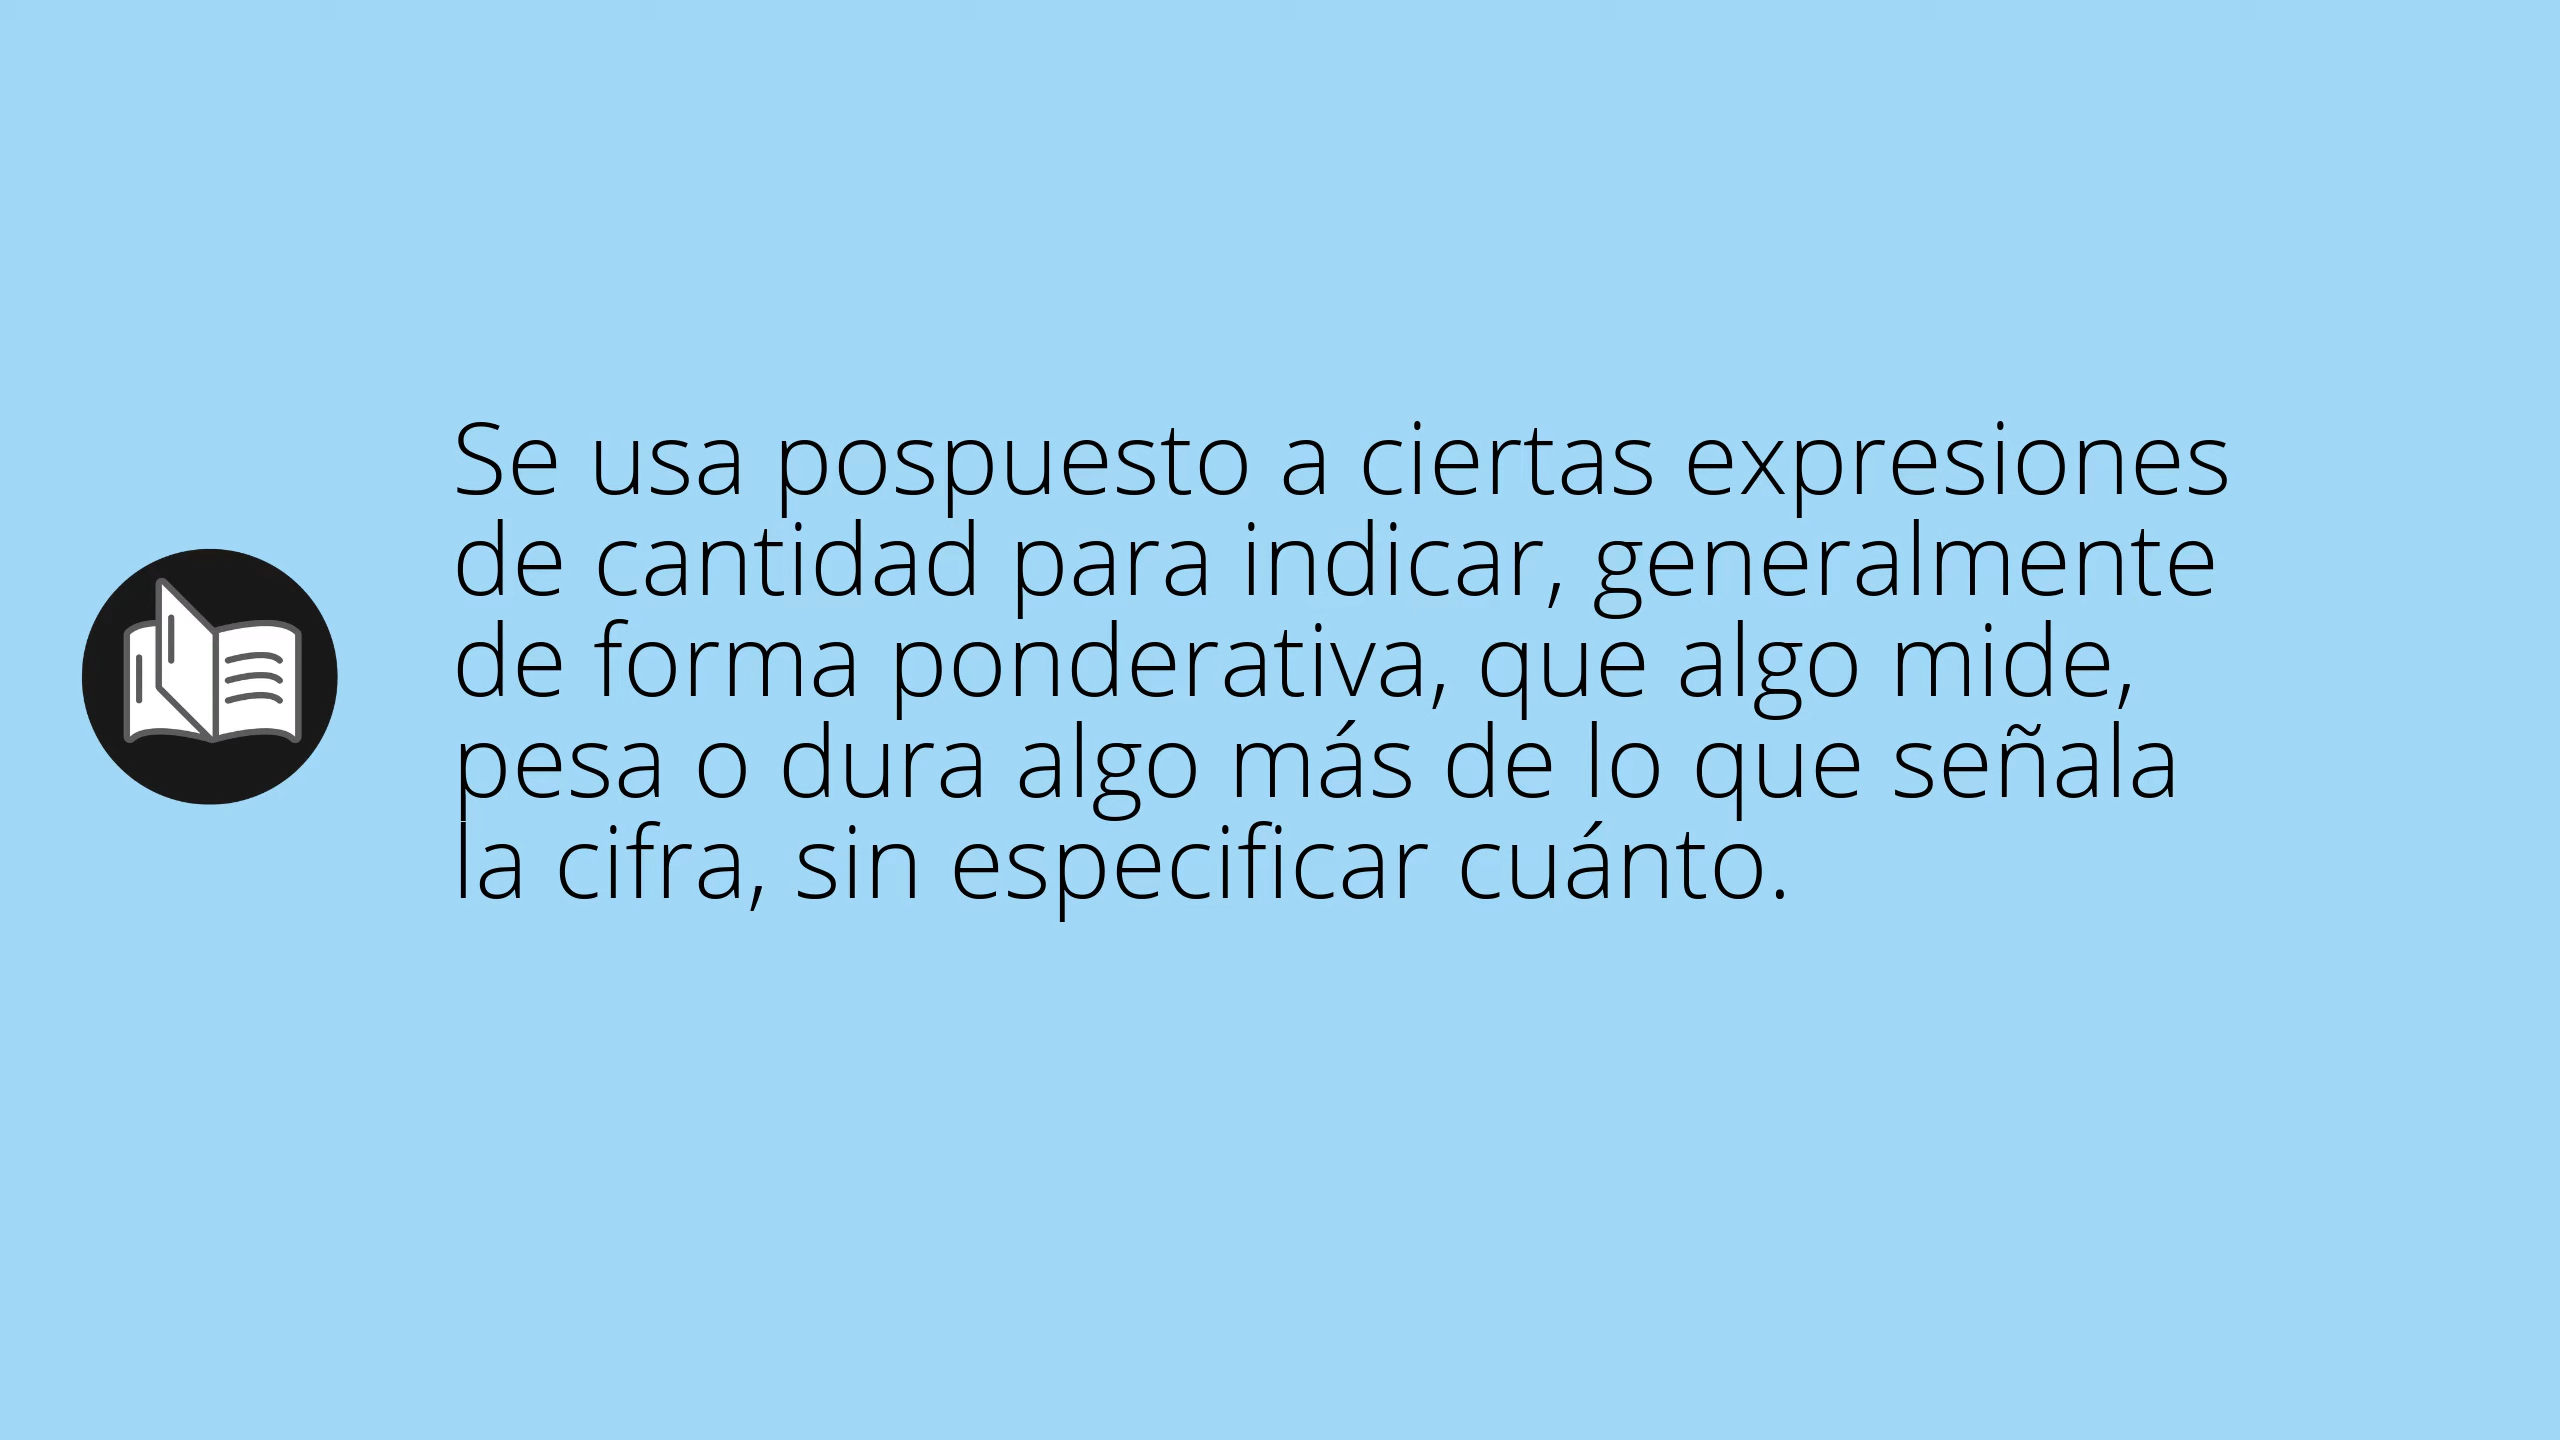 Se usa pospuesto a ciertas expresiones
de cantidad para indicar, generalmente
de forma ponderativa, que algo mide,
pesa o dura algo más de lo que señala
la cifra, sin especificar cuánto.